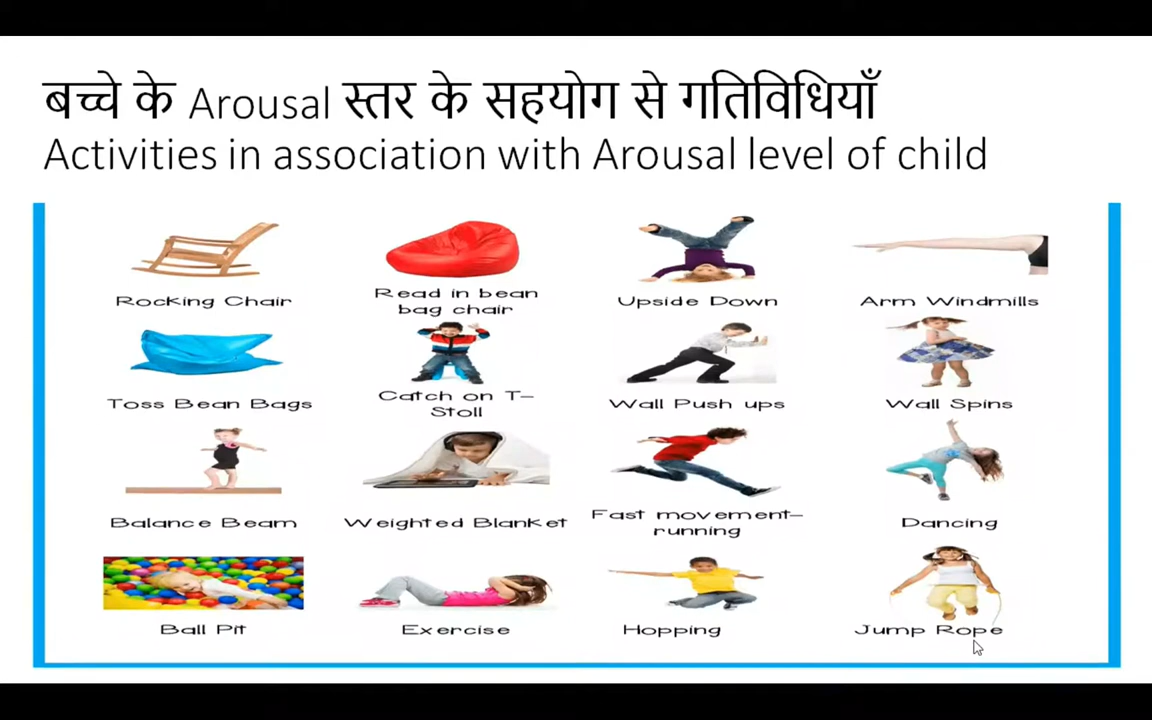 बच्चे के Arousal स्तर के सहयोग से गतिविधियाँ
Activities in association with Arousal level of child
Rocking Chair
Read in bean
bag chair
Upside Down
Arm Windmills
Toss Bean Bags
Catch on T-
Stoll
Wall Push ups
Wall Spins
Balance Beam
Weighted Blanket
Fast movement-
running
Dancing
Ball Pit
Exercise
Hopping
Jump Rope